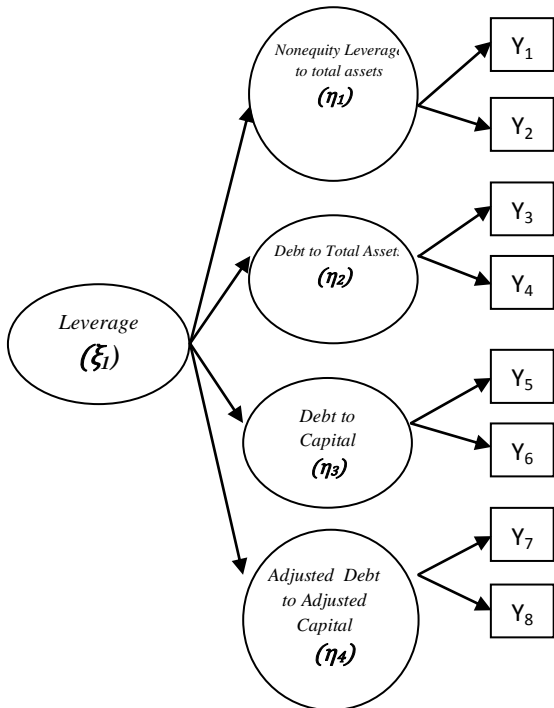 Nonequity Leverage
to total assets
(η₁)
Y₁
Y₂
Debt to Total Assets
(η₂)
Y₃
Y₄
Leverage
(ξ₁)
Debt to
Capital
(η₃)
Y₅
Y₆
Adjusted Debt
to Adjusted
Capital
(η₄)
Y₇
Y₈